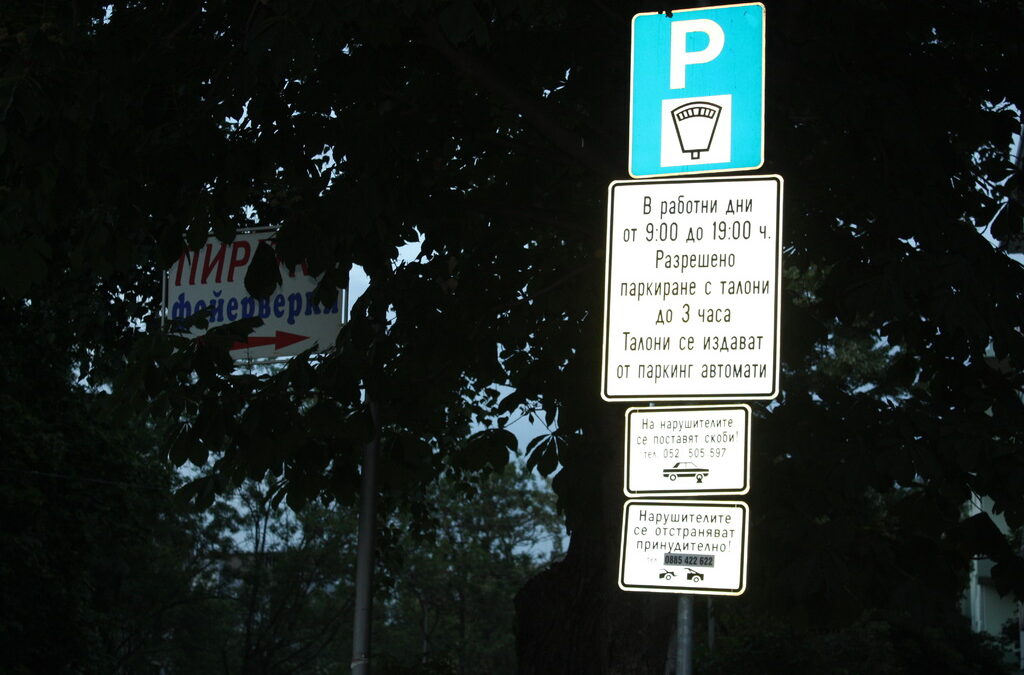 P
В работни дни
от 9:00 до 19:00 ч.
Разрешено
паркиране с талони
до 3 часа
Талони се издават
от паркинг автомати
На нарушителите
се поставят скоби!
тел. 052 505 597
Нарушителите
се отстраняват
принудително!
тел. 0885 422 622
фойерверки